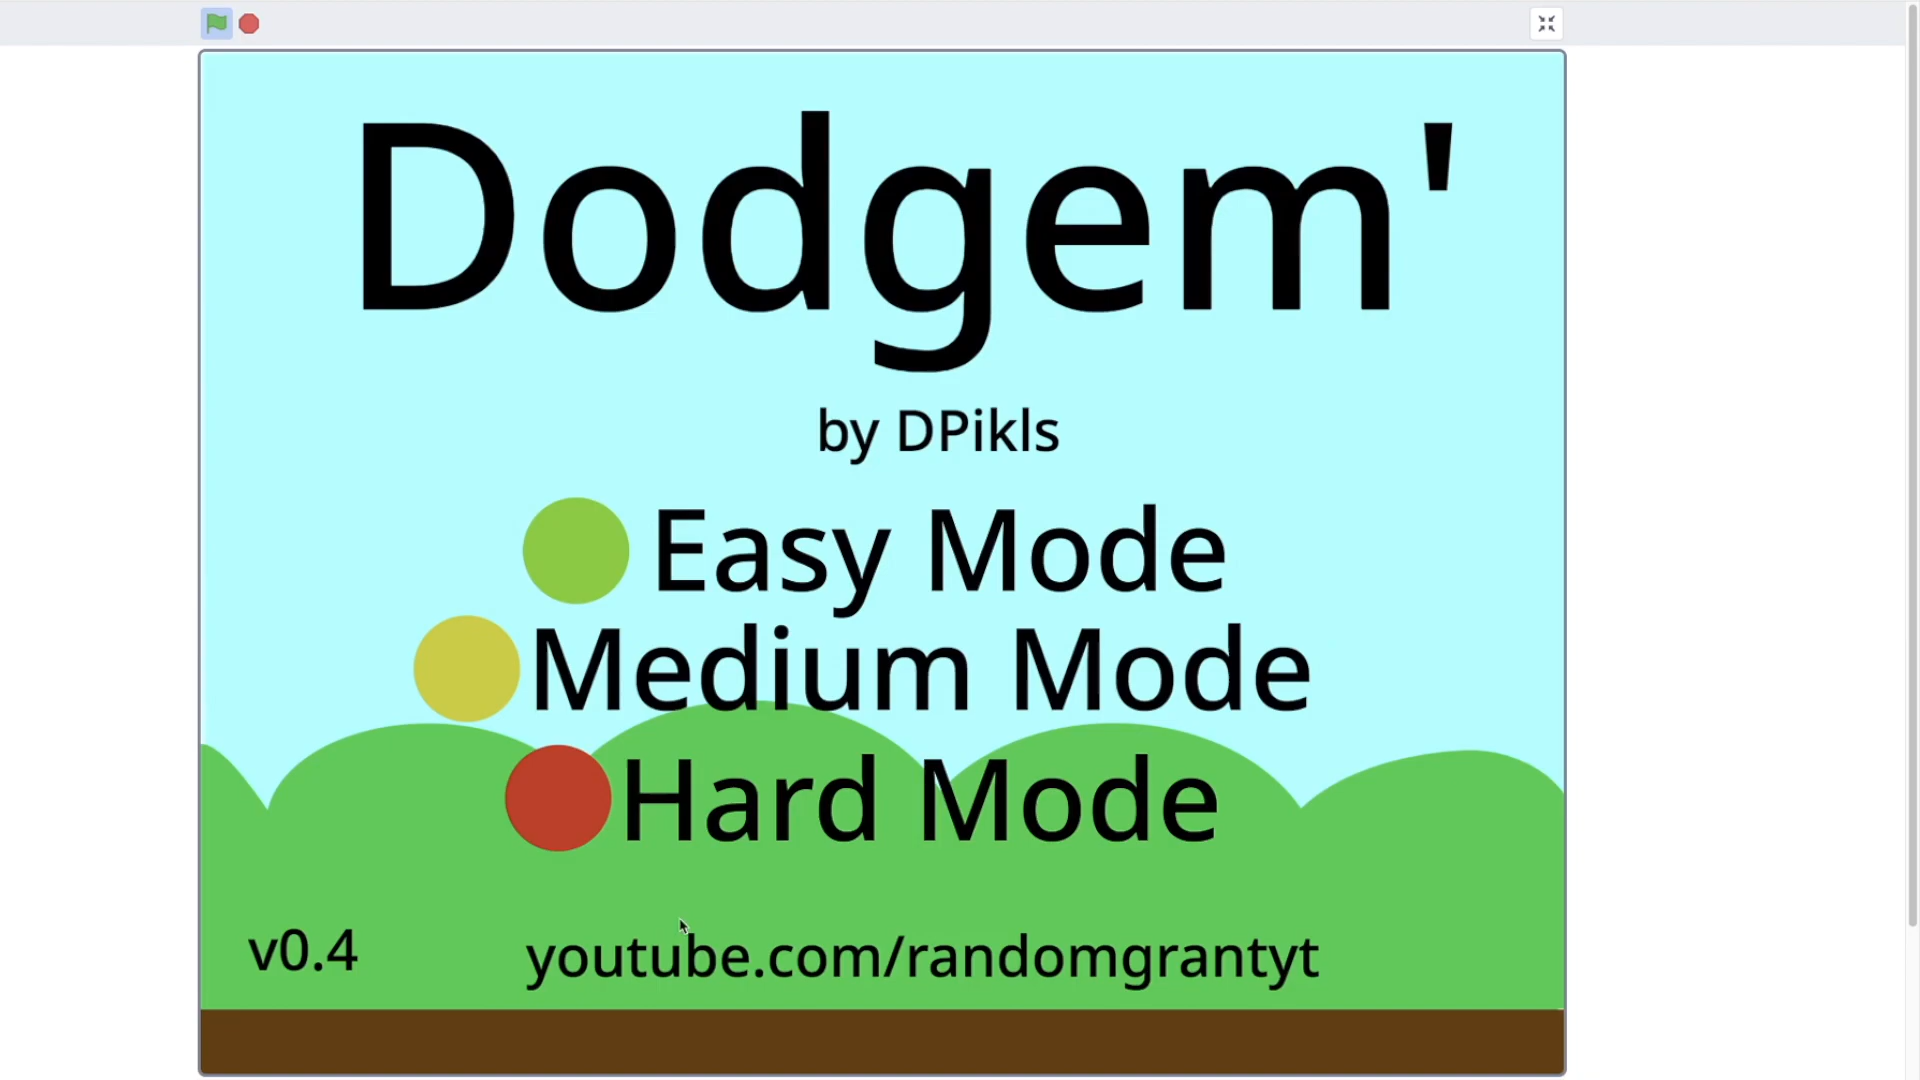 Dodgem'
by DPikls
Easy Mode
Medium Mode
Hard Mode
v0.4
youtube.com/randomgrantyt